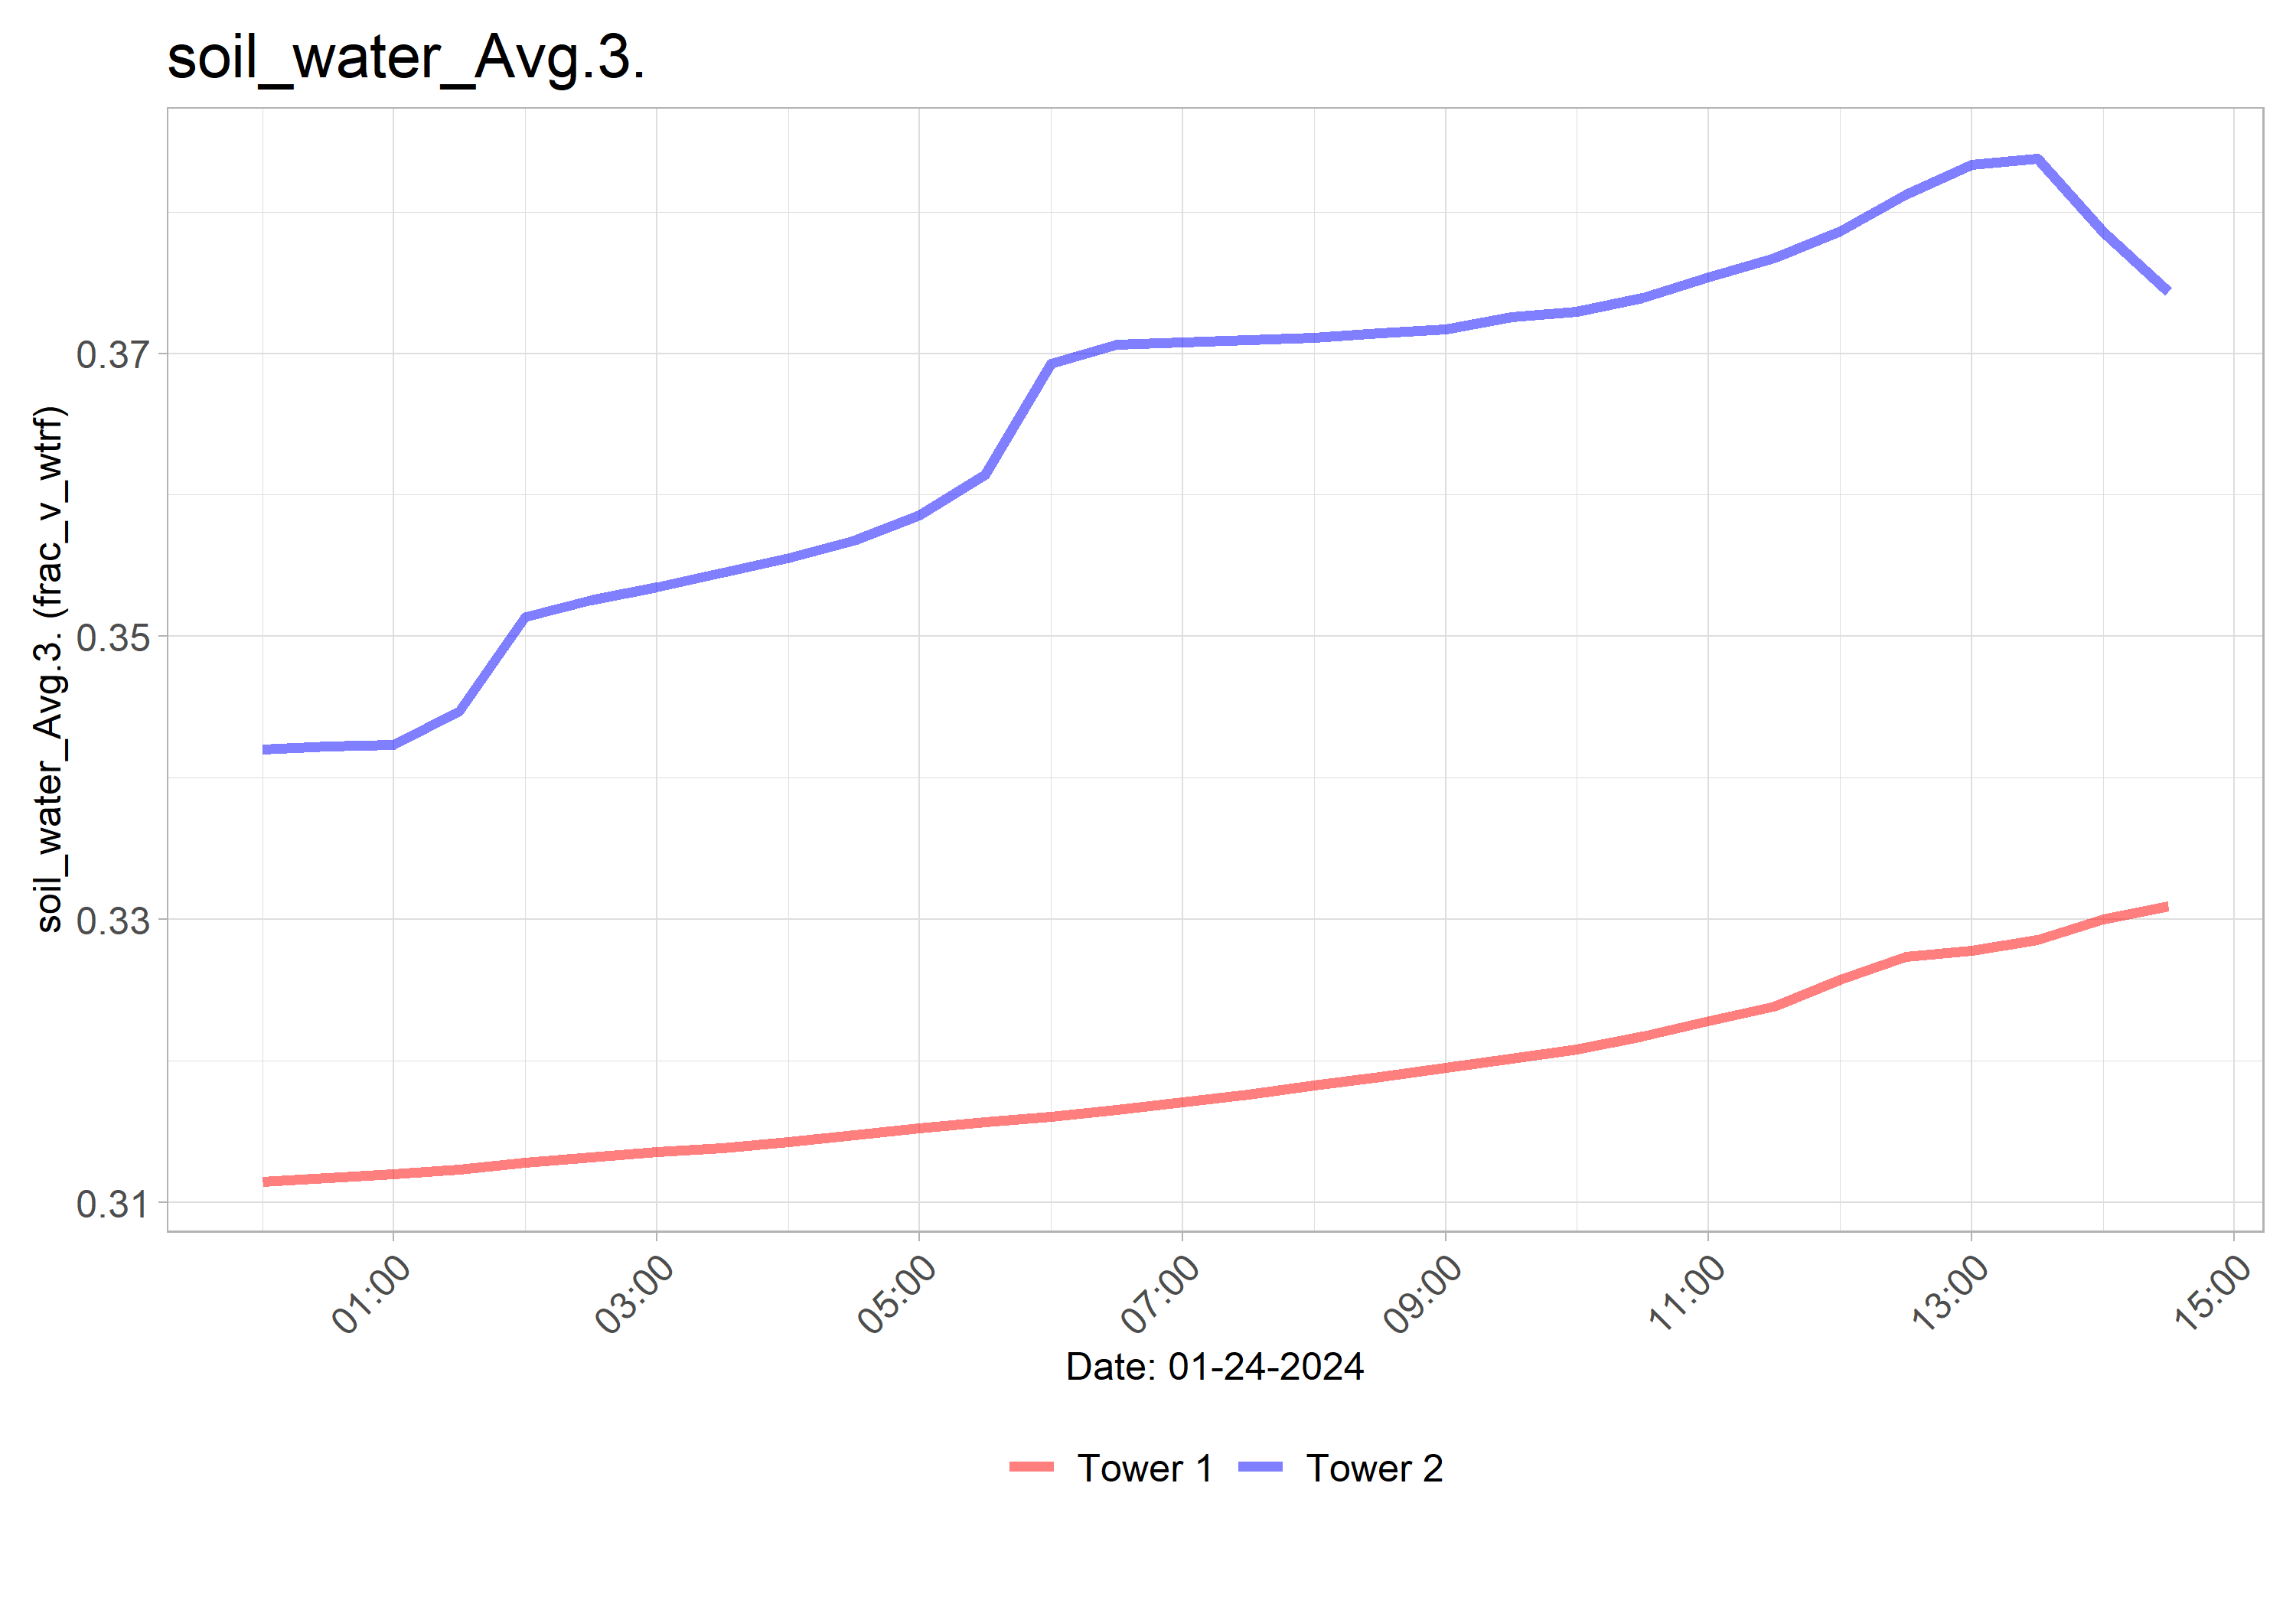 soil_water_Avg.3.
soil_water_Avg.3. (frac_v_wtrf)
0.37
0.35
0.33
0.31
01:00
03:00
05:00
07:00
09:00
11:00
13:00
15:00
Date: 01-24-2024
Tower 1
Tower 2